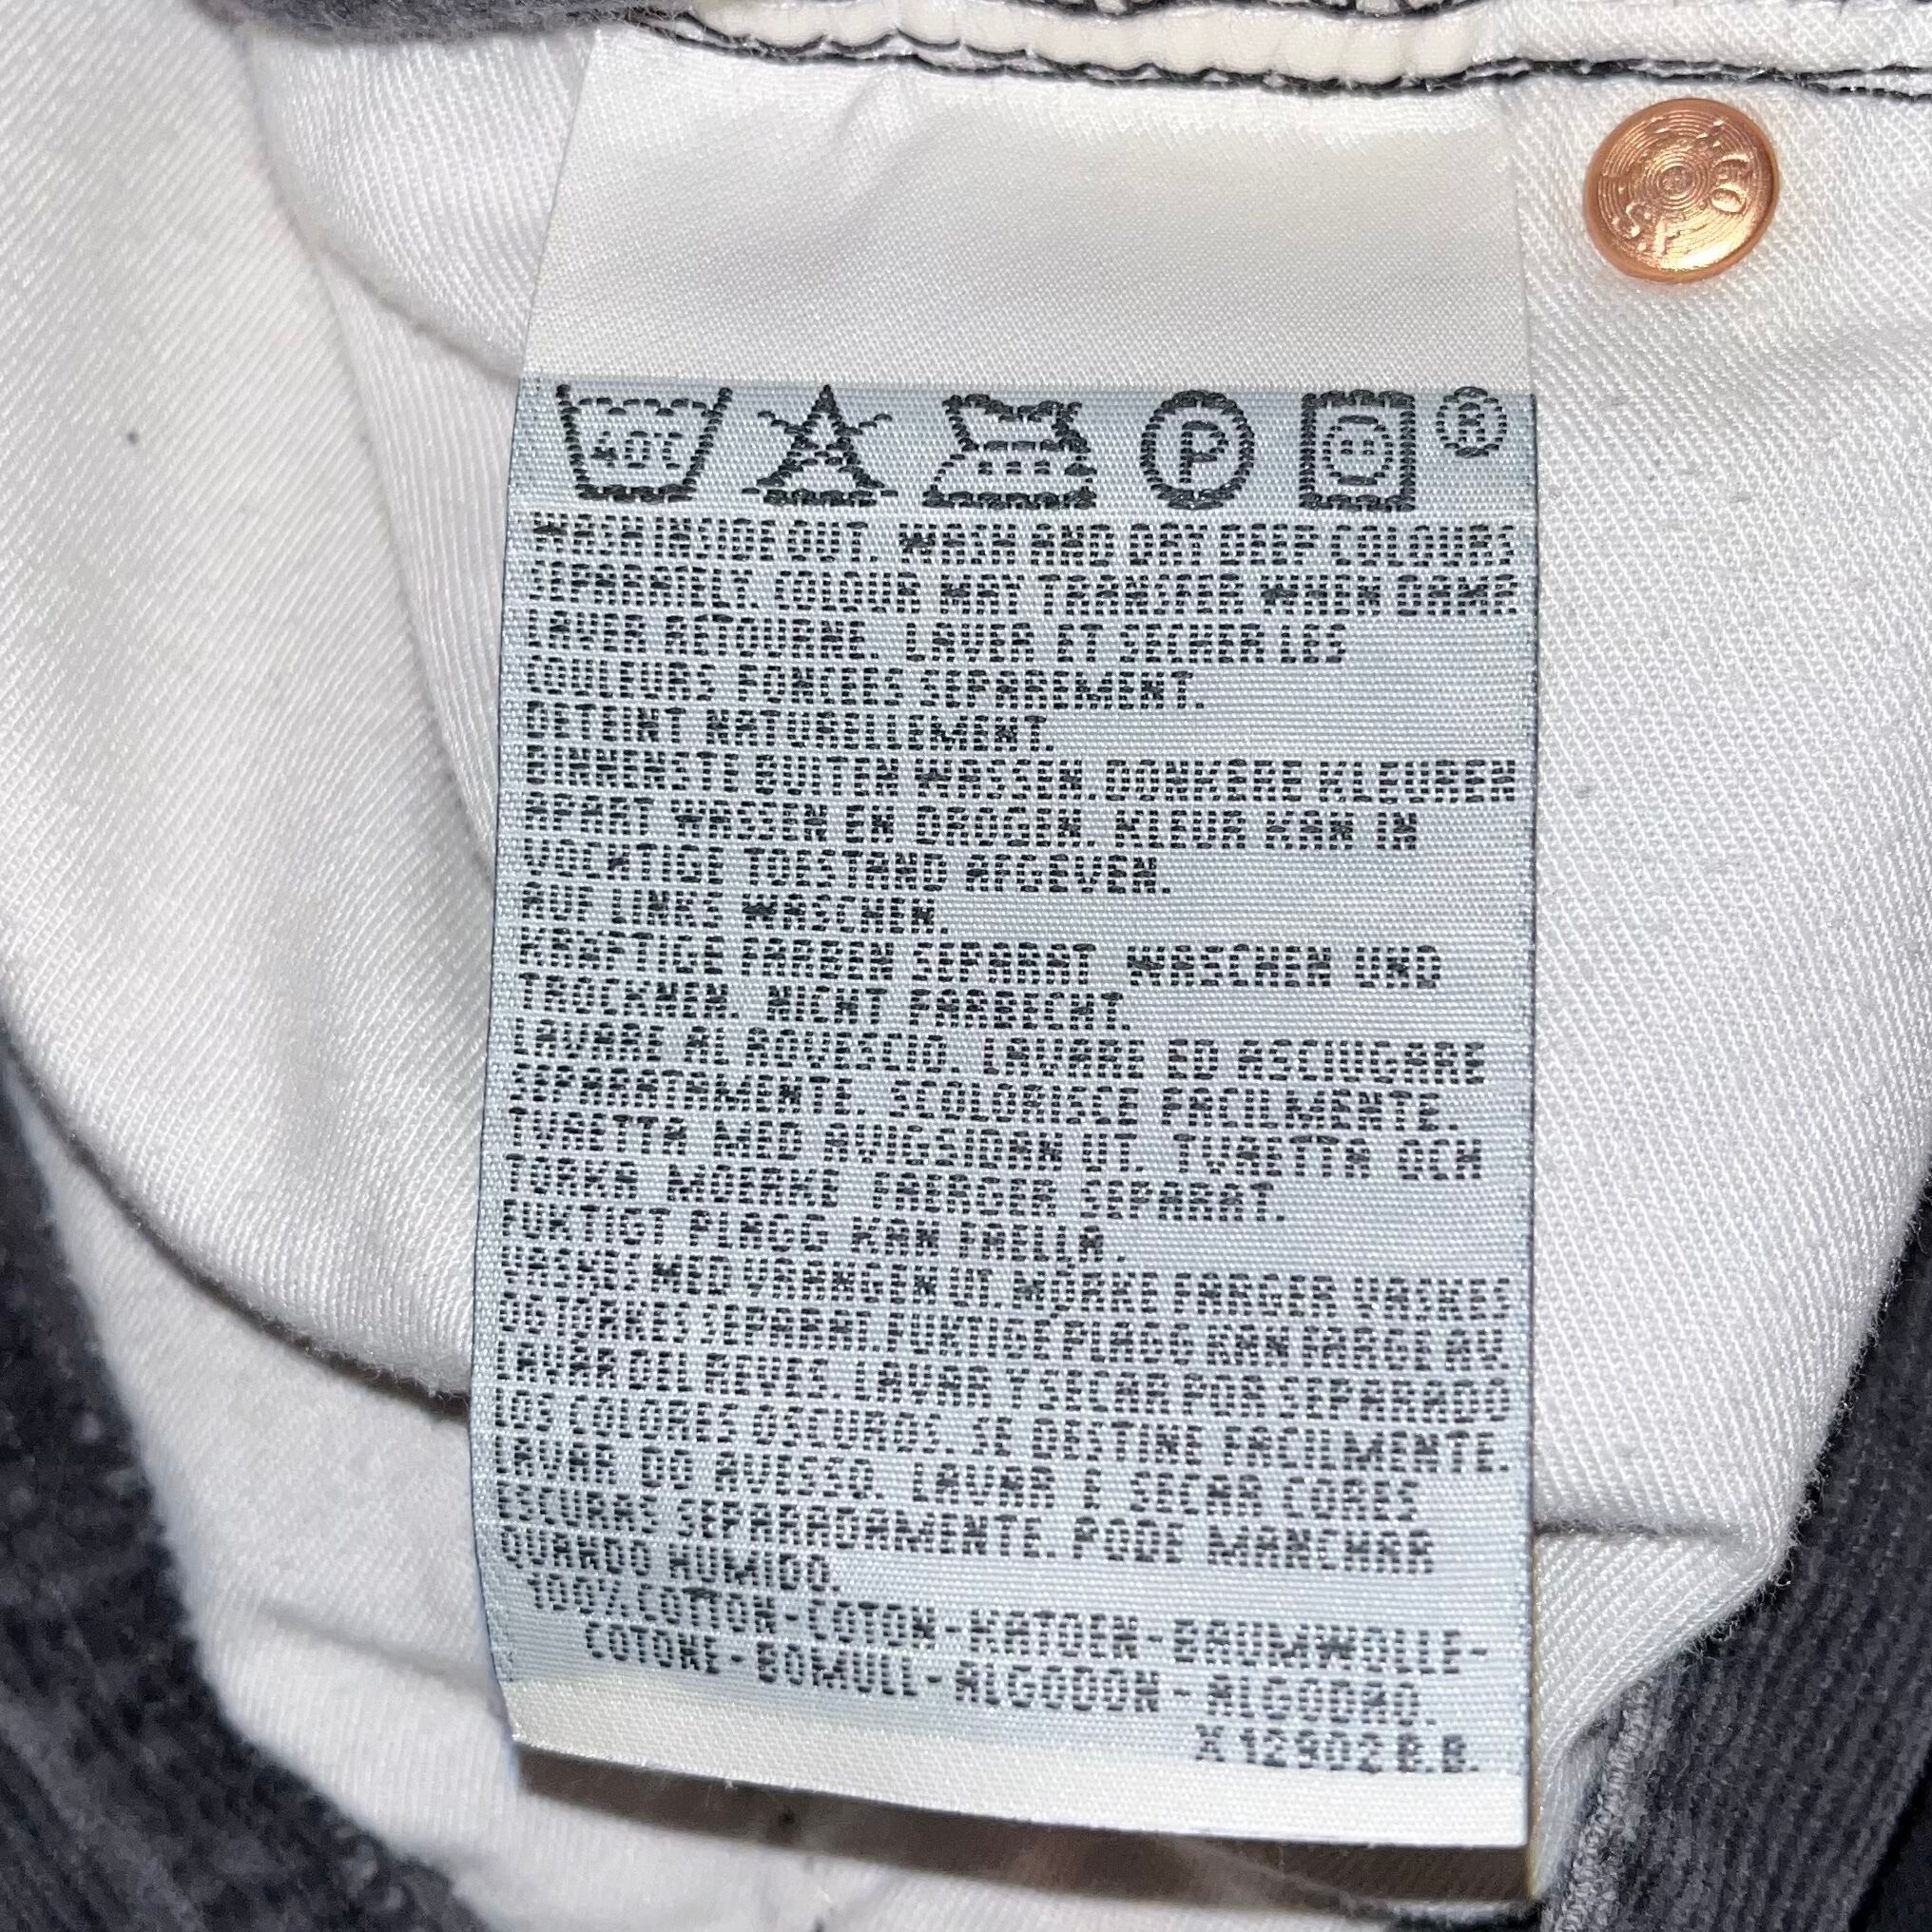 40C
P
®
WASH INSIDE OUT. WASH AND DRY DEEP COLOURS
SEPARATELY. COLOUR MAY TRANSFER WHEN DAMP
LAVER RETOURNE. LAVER ET SECHER LES
COULEURS FONCEES SEPAREMENT.
DETEINT NATURELLEMENT.
BINNENSTE BUITEN WASSEN. DONKERE KLEUREN
APART WASSEN EN DROGEN. KLEUR KAN IN
VOCHTIGE TOESTAND AFGEVEN.
AUF LINKS WASCHEN.
KRAFTIGE FARBEN SEPARAT WASCHEN UND
TROCKNEN. NICHT FARBECHT.
LAVARE AL ROVESCIO. LAVARE ED ASCIUGARE
SEPARATAMENTE. SCOLORISCE FACILMENTE.
TVAETTA MED AVIGSIDAN UT. TVAETTA OCH
TORKA MOERKE FAERGER SEPARAT.
FUKTIGT PLAGG KAN FAELLA.
VASKES MED VRANGEN UT. MORKE FARGER VASKES
OG TORKES SEPARAT. FUKTIGE PLAGG KAN FARGE AV.
LAVAR DEL REVES. LAVAR Y SECAR POR SEPARADO
LOS COLORES OSCUROS. SE DESTINE FACILMENTE.
LAVAR DO AVESSO. LAVAR E SECAR CORES
ESCURAS SEPARADAMENTE. PODE MANCHAR
QUANDO HUMIDO.
100% COTTON-COTON-KATOEN-BAUMWOLLE-
COTONE-BOMULL-ALGODON-ALGODAO.
X 12902 B.B.